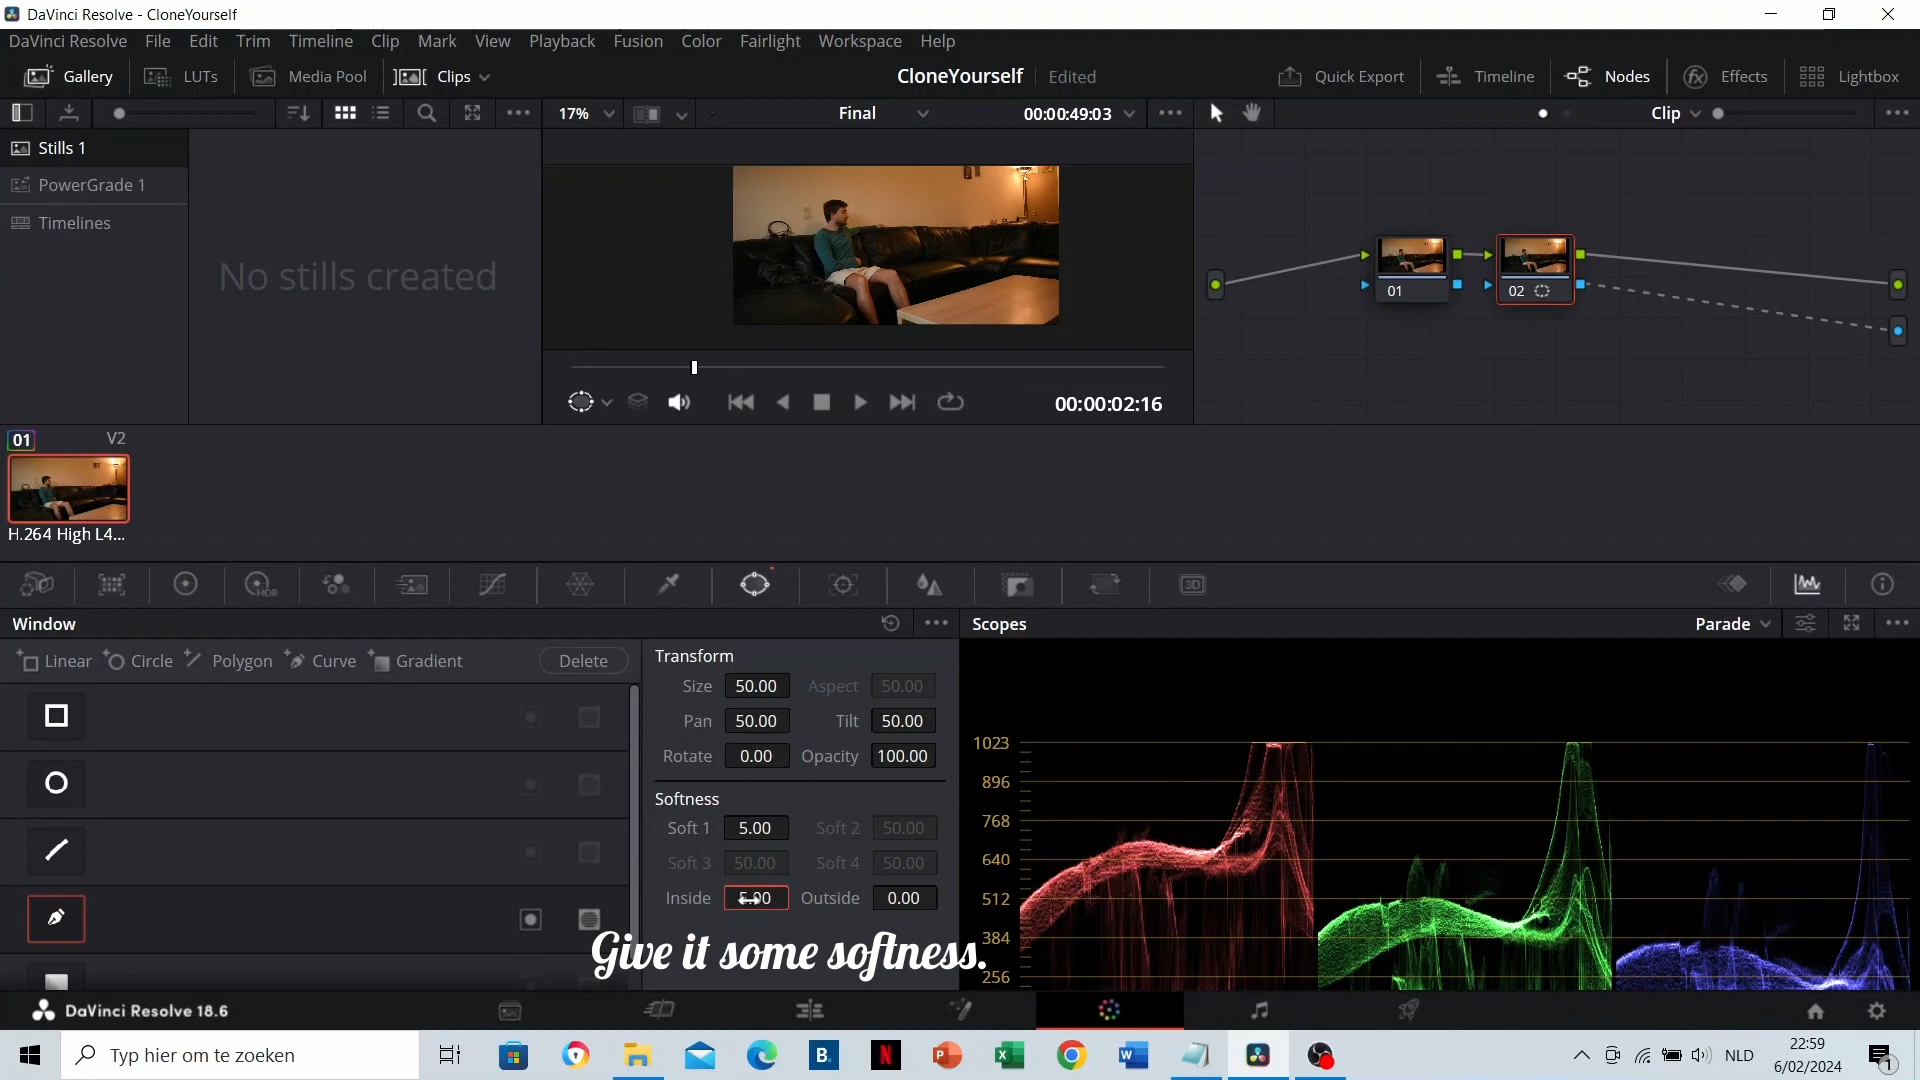 DaVinci Resolve - CloneYourself
DaVinci Resolve File Edit Trim Timeline Clip Mark View Playback Fusion Color Fairlight Workspace Help
Gallery LUTs Media Pool Clips CloneYourself Edited Quick Export Timeline Nodes Effects Lightbox
17% Final 00:00:49:03 Clip
Stills 1
PowerGrade 1
Timelines
No stills created
01
02
00:00:02:16
01 V2
H.264 High L4...
HDR
3D
Window
Scopes
Parade
Linear Circle Polygon Curve Gradient Delete
Transform
Size 50.00 Aspect 50.00
Pan 50.00 Tilt 50.00
Rotate 0.00 Opacity 100.00
Softness
Soft 1 5.00 Soft 2 50.00
Soft 3 50.00 Soft 4 50.00
Inside 5.00 Outside 0.00
1023
896
768
640
512
384
256
Give it some softness.
DaVinci Resolve 18.6
Typ hier om te zoeken
B.
N
NLD
22:59
6/02/2024
1